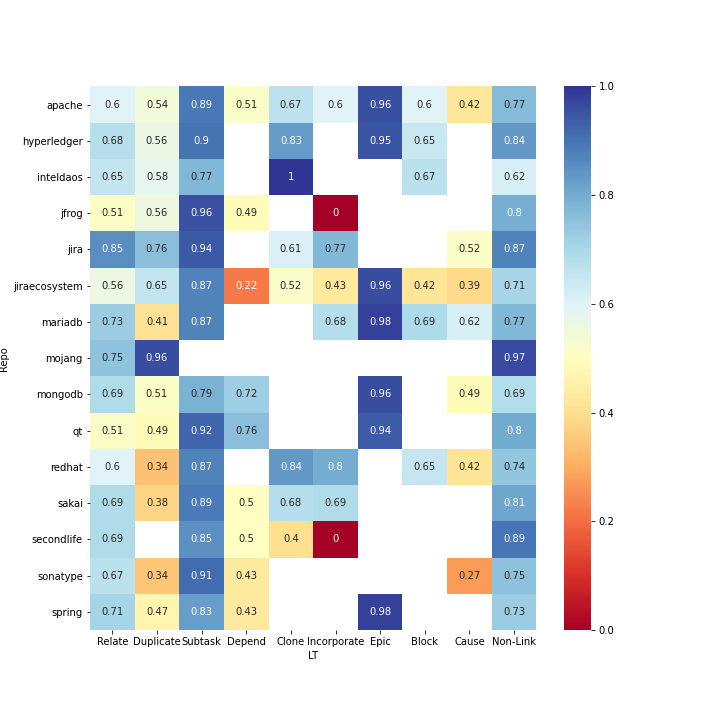 apache 0.6 0.54 0.89 0.51 0.67 0.6 0.96 0.6 0.42 0.77
hyperledger 0.68 0.56 0.9 0.83 0.95 0.65 0.84
inteldaos 0.65 0.58 0.77 1 0.67 0.62
jfrog 0.51 0.56 0.96 0.49 0 0.8
jira 0.85 0.76 0.94 0.61 0.77 0.52 0.87
jiraecosystem 0.56 0.65 0.87 0.22 0.52 0.43 0.96 0.42 0.39 0.71
mariadb 0.73 0.41 0.87 0.68 0.98 0.69 0.62 0.77
mojang 0.75 0.96 0.97
mongodb 0.69 0.51 0.79 0.72 0.96 0.49 0.69
qt 0.51 0.49 0.92 0.76 0.94 0.8
redhat 0.6 0.34 0.87 0.84 0.8 0.65 0.42 0.74
sakai 0.69 0.38 0.89 0.5 0.68 0.69 0.81
secondlife 0.69 0.85 0.5 0.4 0 0.89
sonatype 0.67 0.34 0.91 0.43 0.27 0.75
spring 0.71 0.47 0.83 0.43 0.98 0.73
Relate Duplicate Subtask Depend Clone Incorporate Epic Block Cause Non-Link
LT
Repo
1.0
0.8
0.6
0.4
0.2
0.0